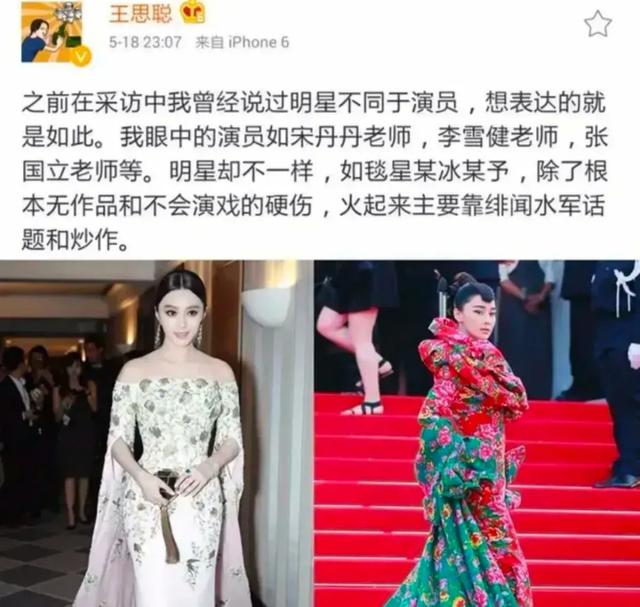 王思聪
5-18 23:07 来自 iPhone 6
之前在采访中我曾经说过明星不同于演员，想表达的就
是如此。我眼中的演员如宋丹丹老师，李雪健老师，张
国立老师等。明星却不一样，如毯星某冰某予，除了根
本无作品和不会演戏的硬伤，火起来主要靠绯闻水军话
题和炒作。